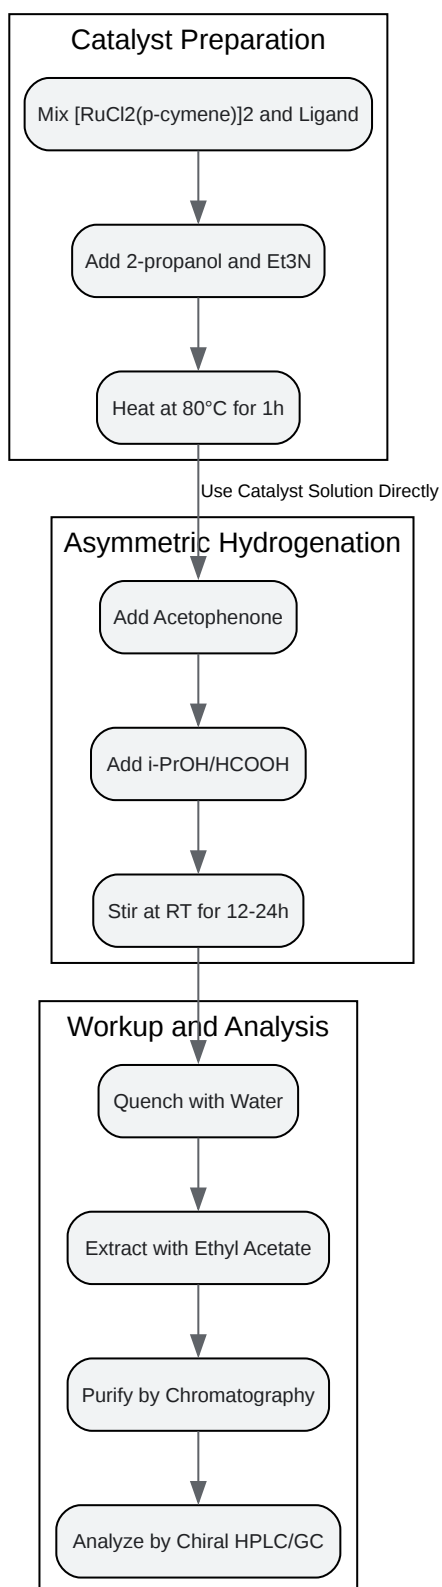 Catalyst Preparation
Mix [RuCl2(p-cymene)]2 and Ligand
Add 2-propanol and Et3N
Heat at 80°C for 1h
Use Catalyst Solution Directly
Asymmetric Hydrogenation
Add Acetophenone
Add i-PrOH/HCOOH
Stir at RT for 12-24h
Workup and Analysis
Quench with Water
Extract with Ethyl Acetate
Purify by Chromatography
Analyze by Chiral HPLC/GC